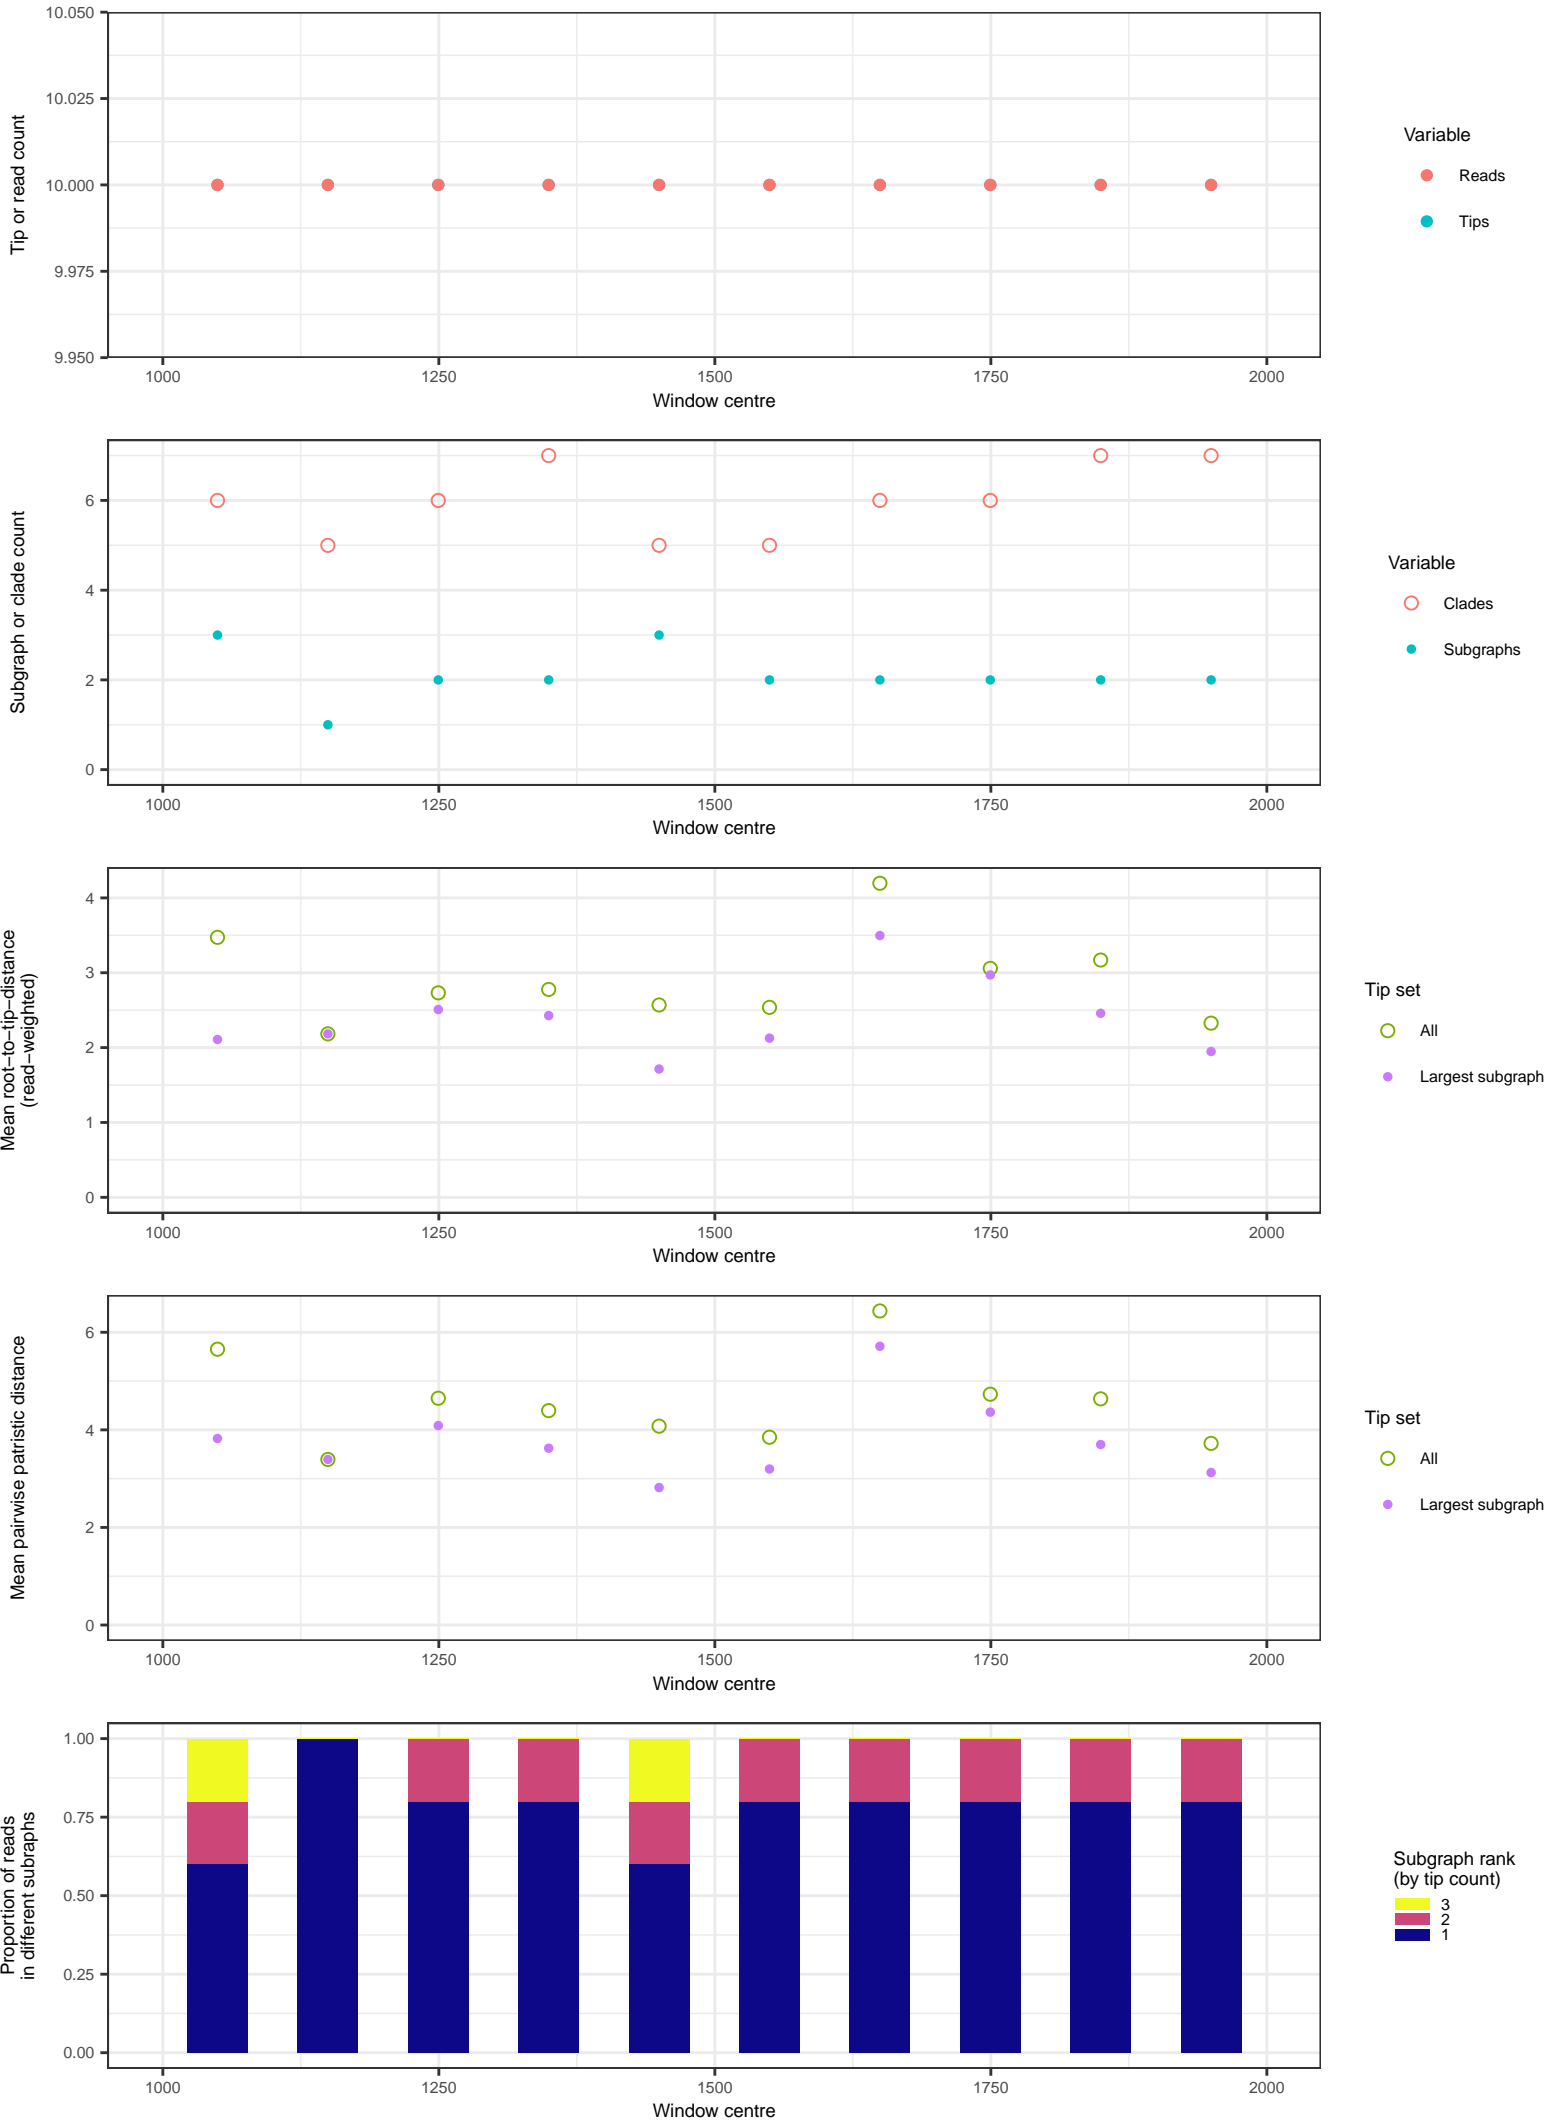 10.050
10.025
10.000
9.975
9.950
Tip or read count
1000 1250 1500 1750 2000
Window centre
Variable
Reads
Tips
6
4
2
0
Subgraph or clade count
1000 1250 1500 1750 2000
Window centre
Variable
Clades
Subgraphs
4
3
2
1
0
Mean root−to−tip−distance
(read−weighted)
1000 1250 1500 1750 2000
Window centre
Tip set
All
Largest subgraph
6
4
2
0
Mean pairwise patristic distance
1000 1250 1500 1750 2000
Window centre
Tip set
All
Largest subgraph
1.00
0.75
0.50
0.25
0.00
Proportion of reads
in different subraphs
1000 1250 1500 1750 2000
Window centre
Subgraph rank
(by tip count)
3
2
1